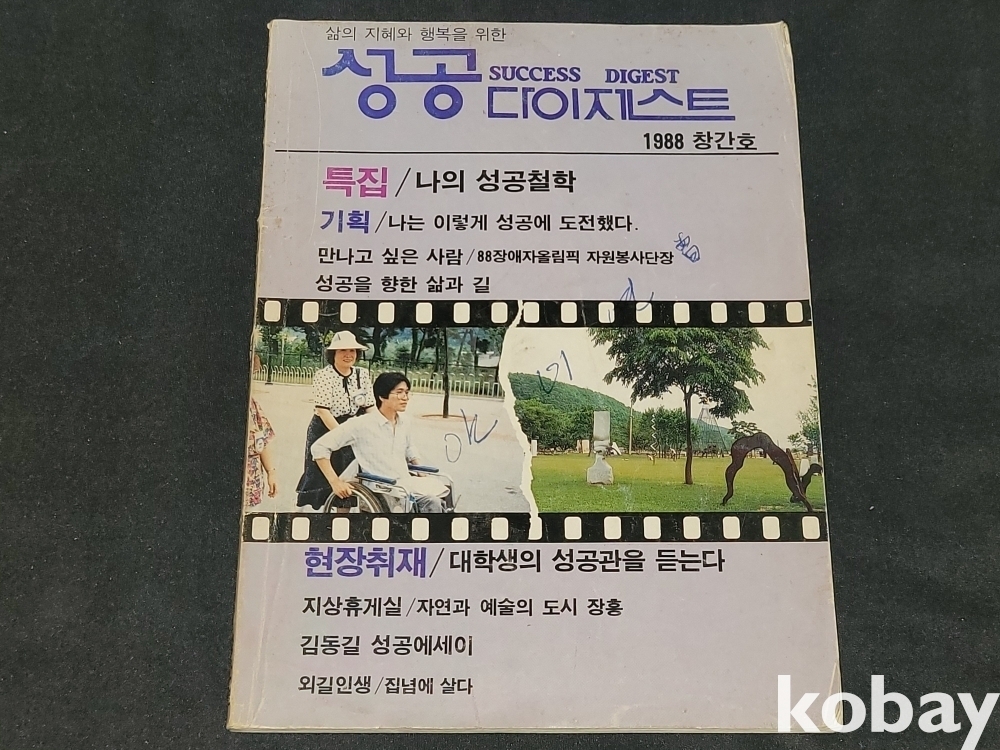 삶의 지혜와 행복을 위한
성공 SUCCESS DIGEST
다이제스트
1988 창간호
특집/나의 성공철학
기획/나는 이렇게 성공에 도전했다.
만나고 싶은 사람/88장애자올림픽 자원봉사단장
성공을 향한 삶과 길
현장취재/대학생의 성공관을 듣는다
지상휴게실/자연과 예술의 도시 장흥
김동길 성공에세이
외길인생/집념에 살다
kobay